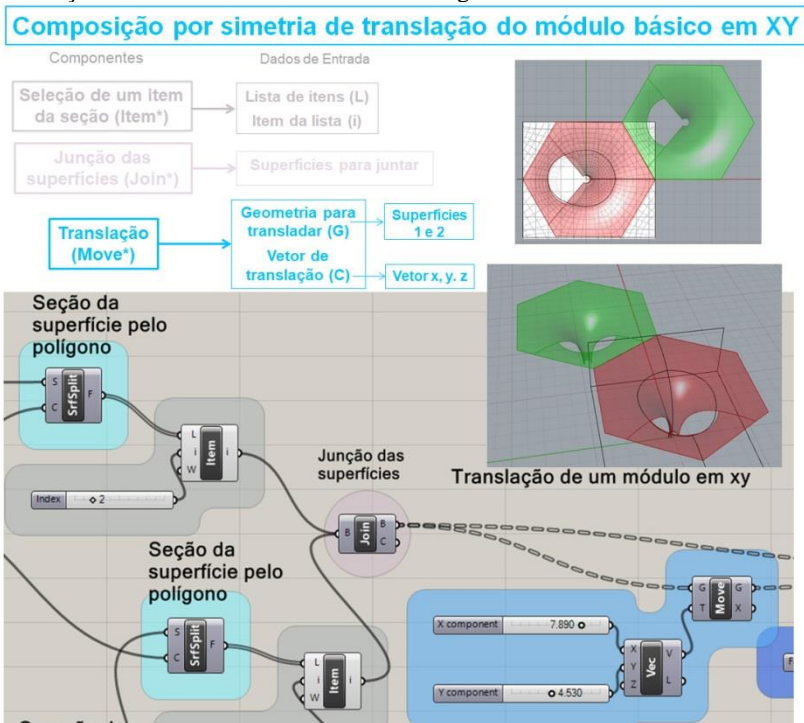 Composição por simetria de translação do módulo básico em XY
Componentes
Dados de Entrada
Seleção de um item
da seção (Item*)
Lista de itens (L)
Item da lista (i)
Junção das
superfícies (Join*)
Superfícies para juntar
Translação
(Move*)
Geometria para
transladar (G)
Superfícies
1 e 2
Vetor de
translação (C)
Vetor x, y. z
Seção da
superfície pelo
polígono
S
C
SrfSplit
F
L
i
W
Item
i
Index
2
Junção das
superfícies
B
Join
B
C
Translação de um módulo em xy
Seção da
superfície pelo
polígono
S
C
SrfSplit
F
L
i
W
Item
i
G
T
Move
G
X
X component
7.890
Y component
4.530
X
Y
Z
Vec
V
L
F